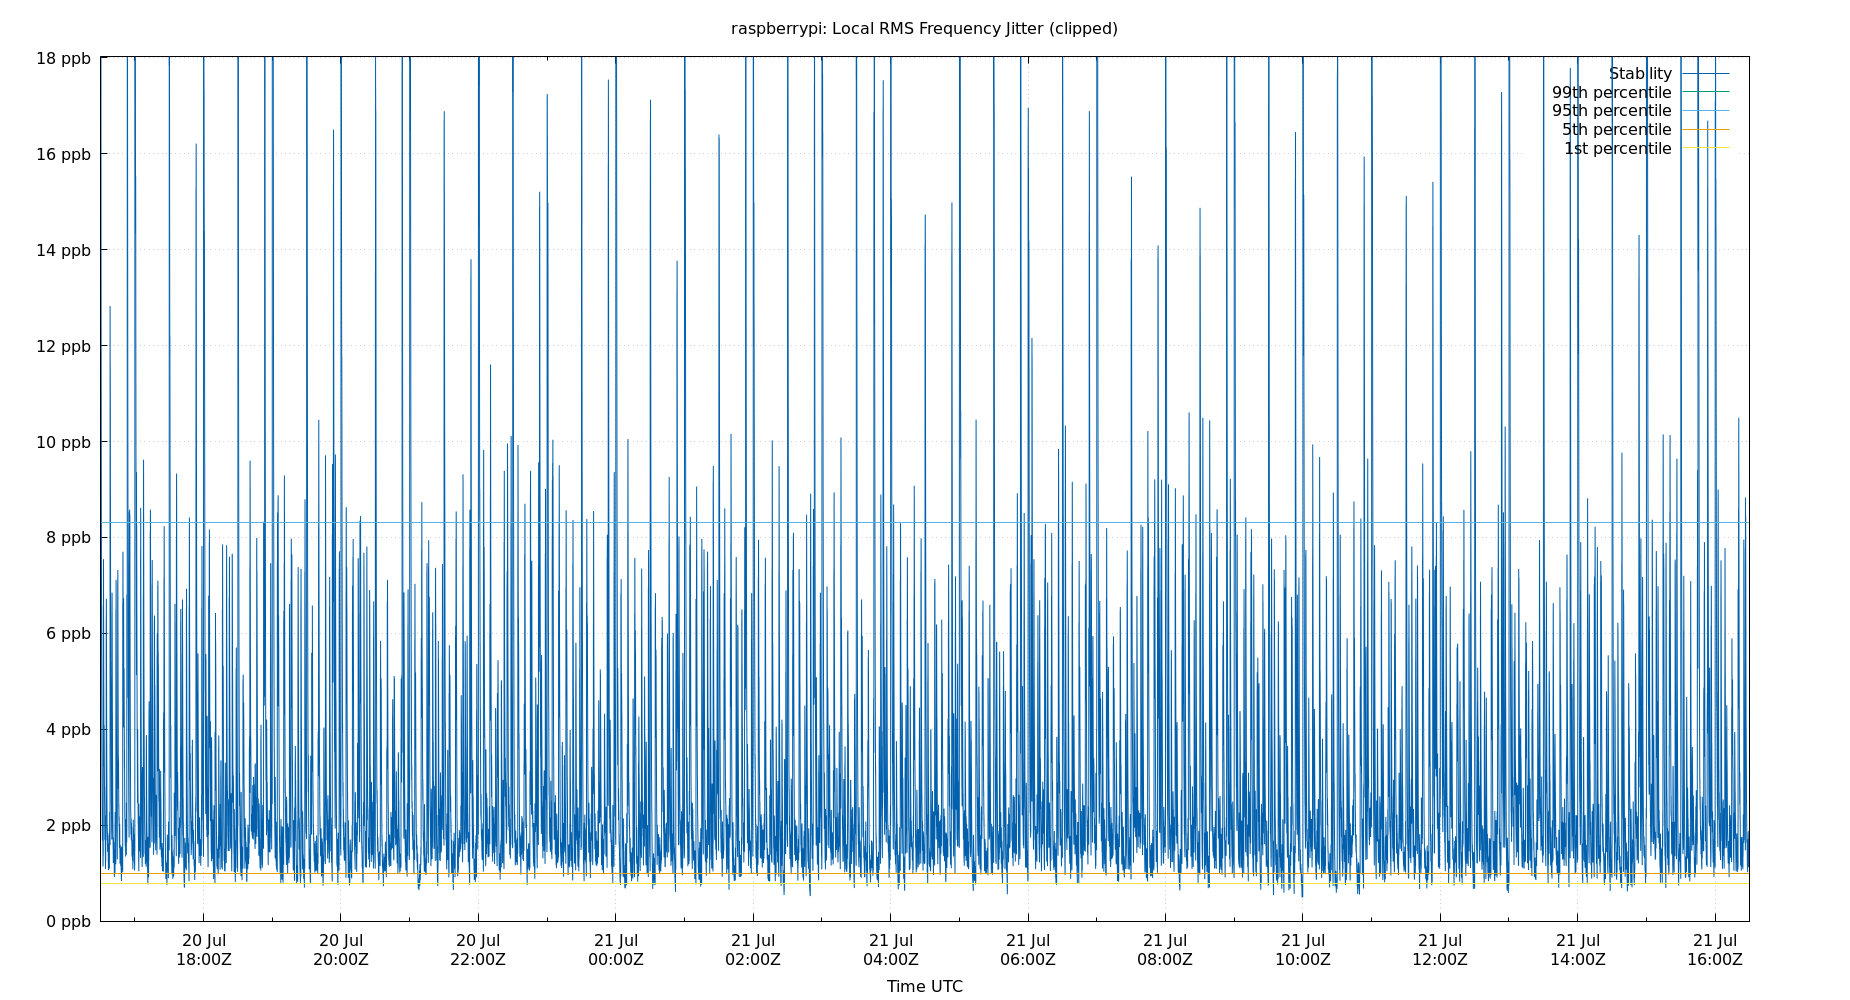 raspberrypi: Local RMS Frequency Jitter (clipped)
18 ppb
16 ppb
14 ppb
12 ppb
10 ppb
8 ppb
6 ppb
4 ppb
2 ppb
0 ppb
Stability
99th percentile
95th percentile
5th percentile
1st percentile
20 Jul 20 Jul 20 Jul 21 Jul 21 Jul 21 Jul 21 Jul 21 Jul 21 Jul 21 Jul 21 Jul 21 Jul
18:00Z 20:00Z 22:00Z 00:00Z 02:00Z 04:00Z 06:00Z 08:00Z 10:00Z 12:00Z 14:00Z 16:00Z
Time UTC